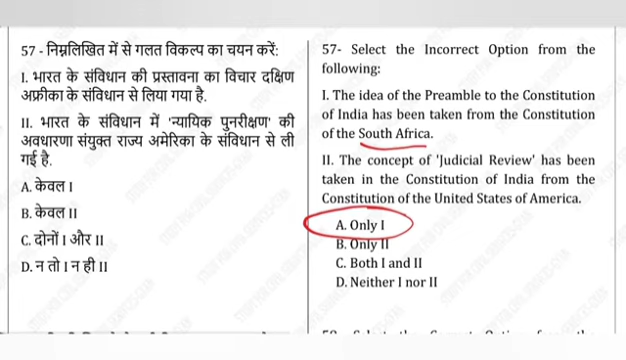 57 - निम्नलिखित में से गलत विकल्प का चयन करें:
I. भारत के संविधान की प्रस्तावना का विचार दक्षिण
अफ्रीका के संविधान से लिया गया है.
II. भारत के संविधान में 'न्यायिक पुनरीक्षण' की
अवधारणा संयुक्त राज्य अमेरिका के संविधान से ली
गई है.
A. केवल I
B. केवल II
C. दोनों I और II
D. न तो I न ही II
57- Select the Incorrect Option from the
following:
I. The idea of the Preamble to the Constitution
of India has been taken from the Constitution
of the South Africa.
II. The concept of 'Judicial Review' has been
taken in the Constitution of India from the
Constitution of the United States of America.
A. Only I
B. Only II
C. Both I and II
D. Neither I nor II